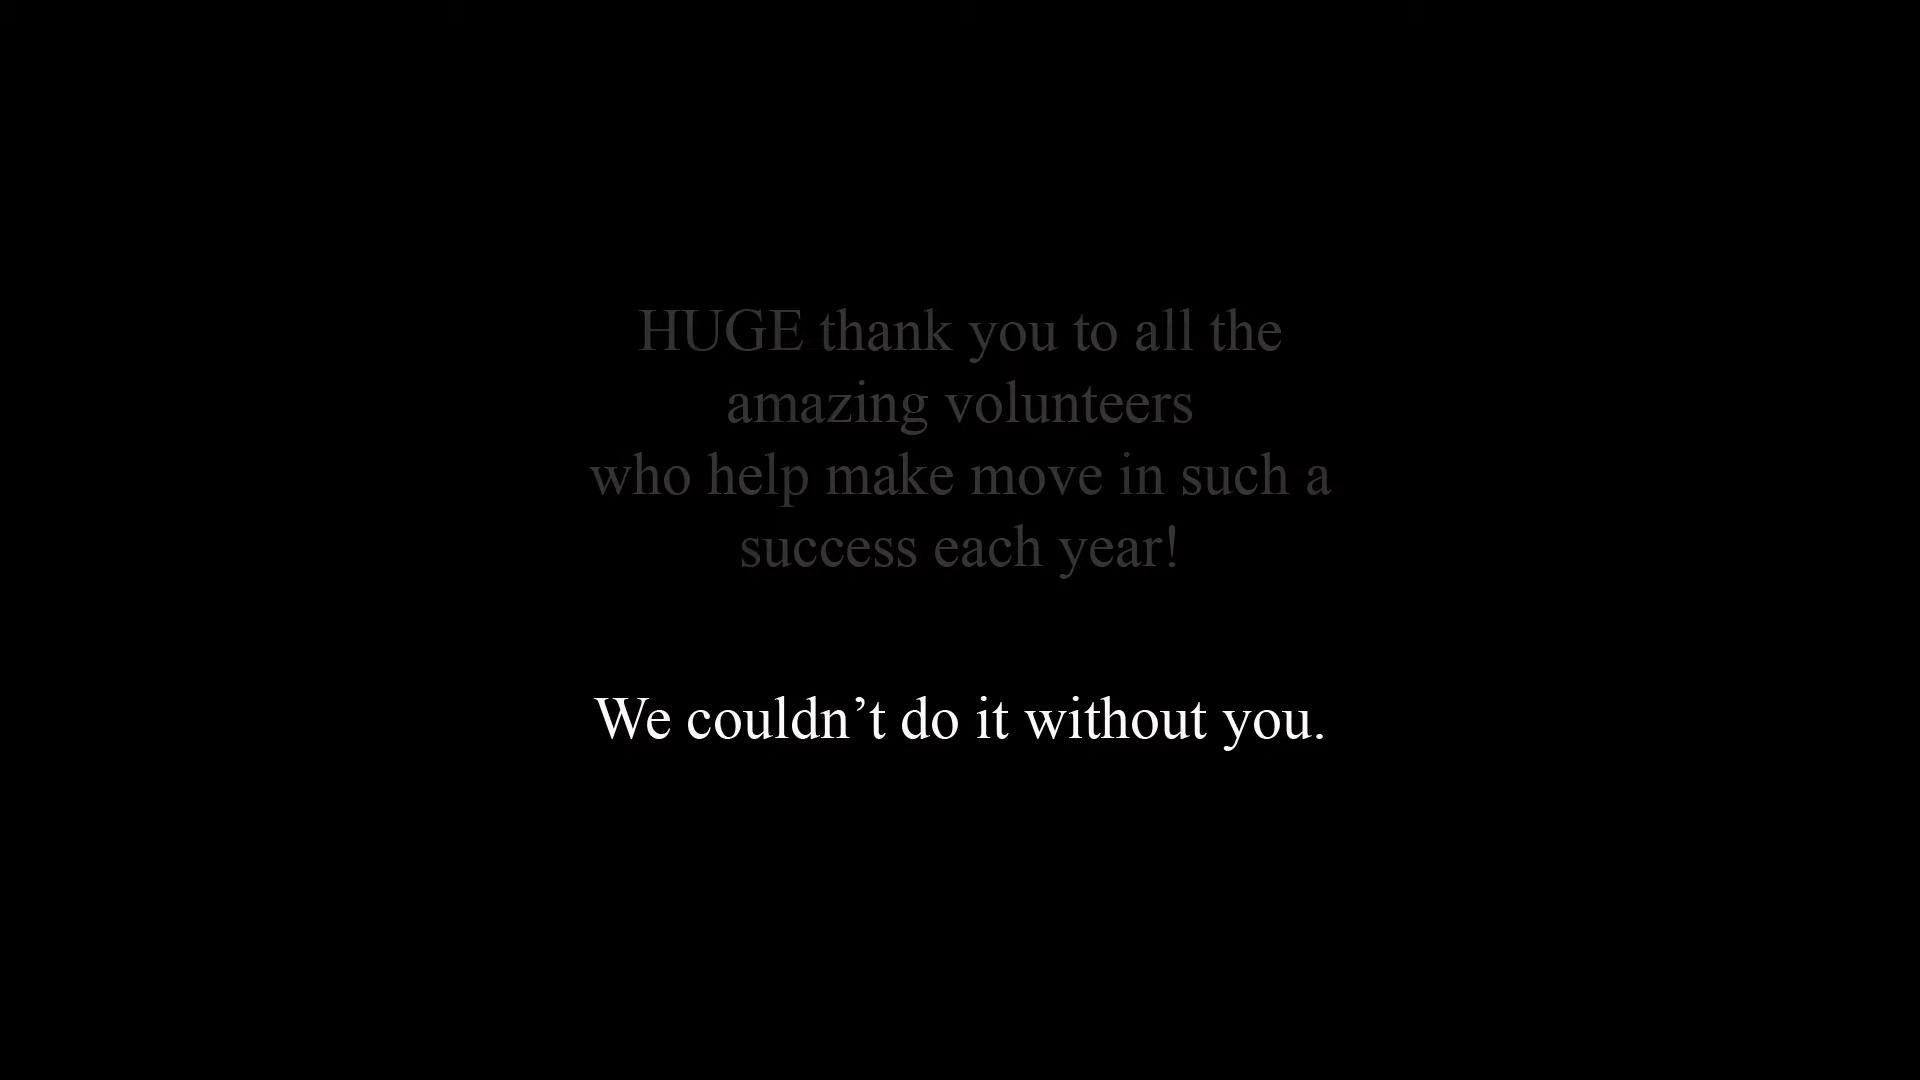 HUGE thank you to all the
amazing volunteers
who help make move in such a
success each year!
We couldn’t do it without you.